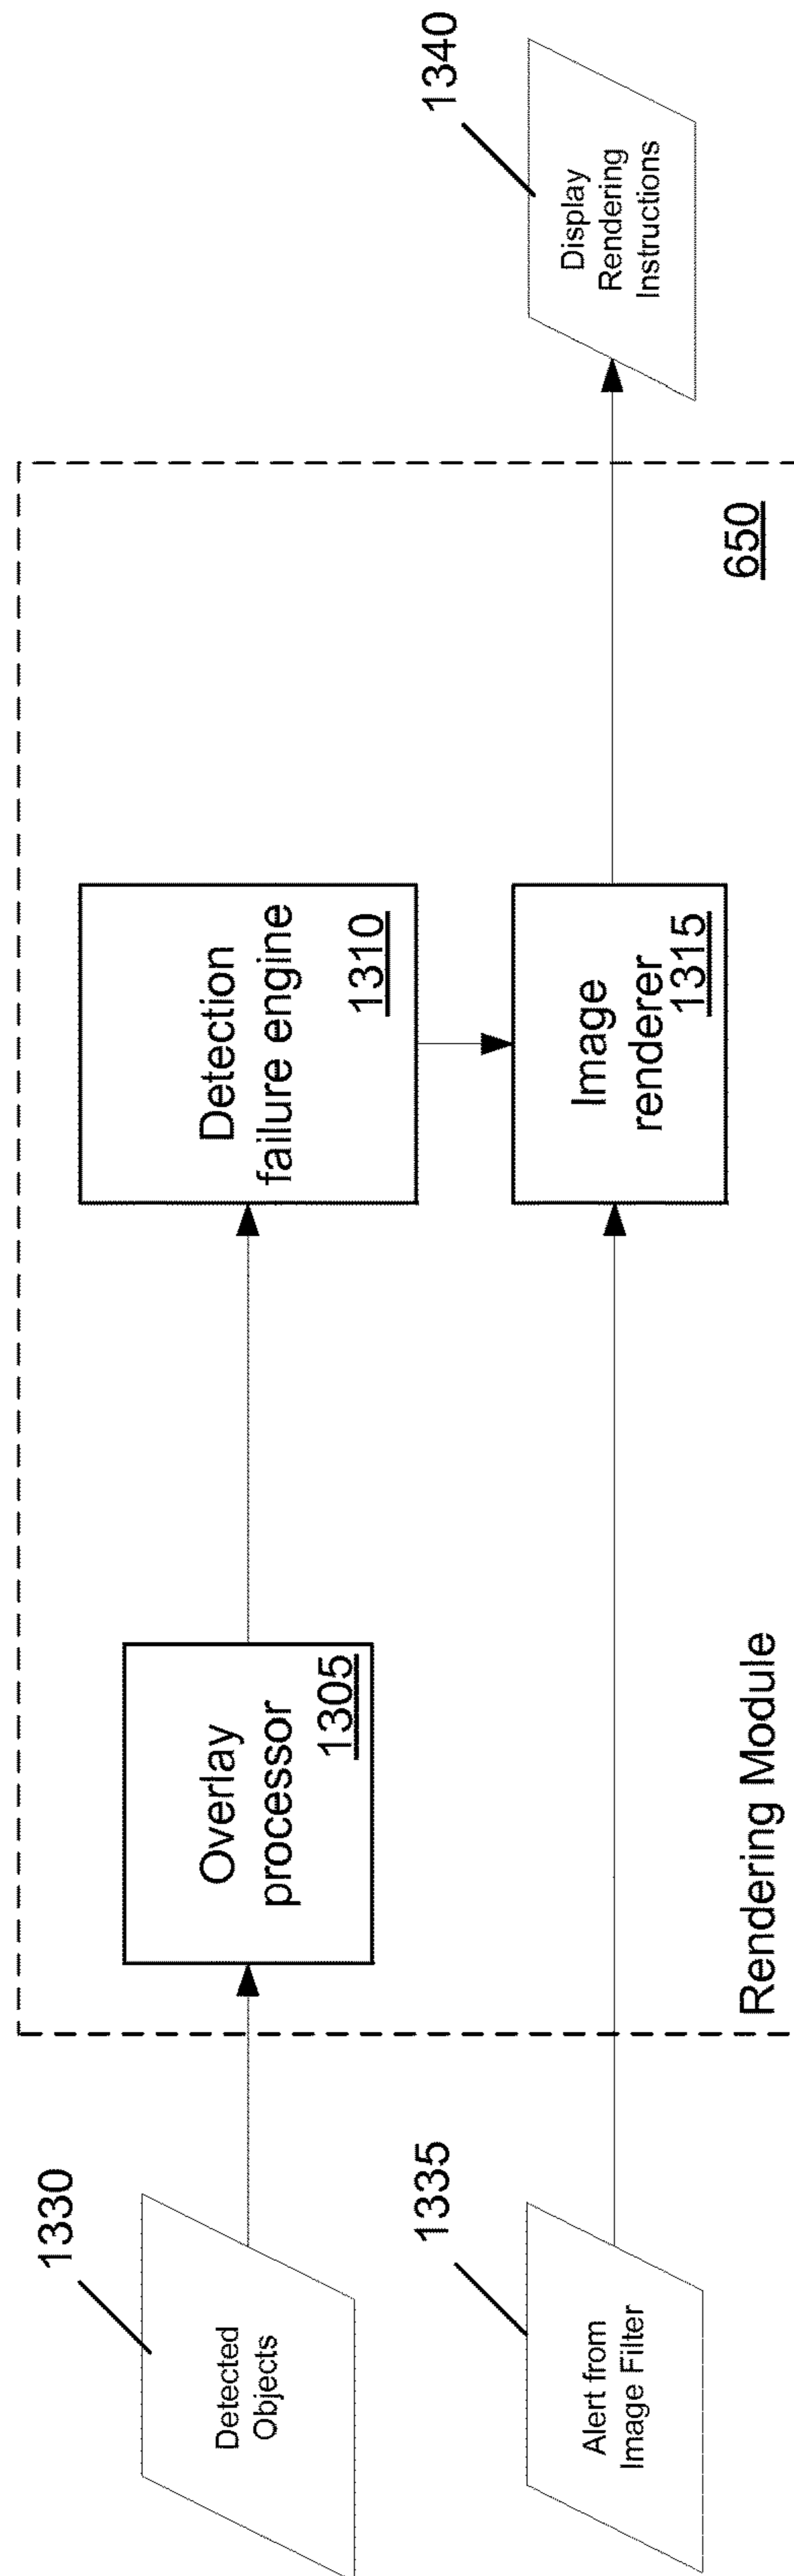 1330
Detected
Objects
1335
Alert from
Image Filter
Overlay
processor
1305
Detection
failure engine
1310
Image
renderer
1315
Rendering Module
650
1340
Display
Rendering
Instructions